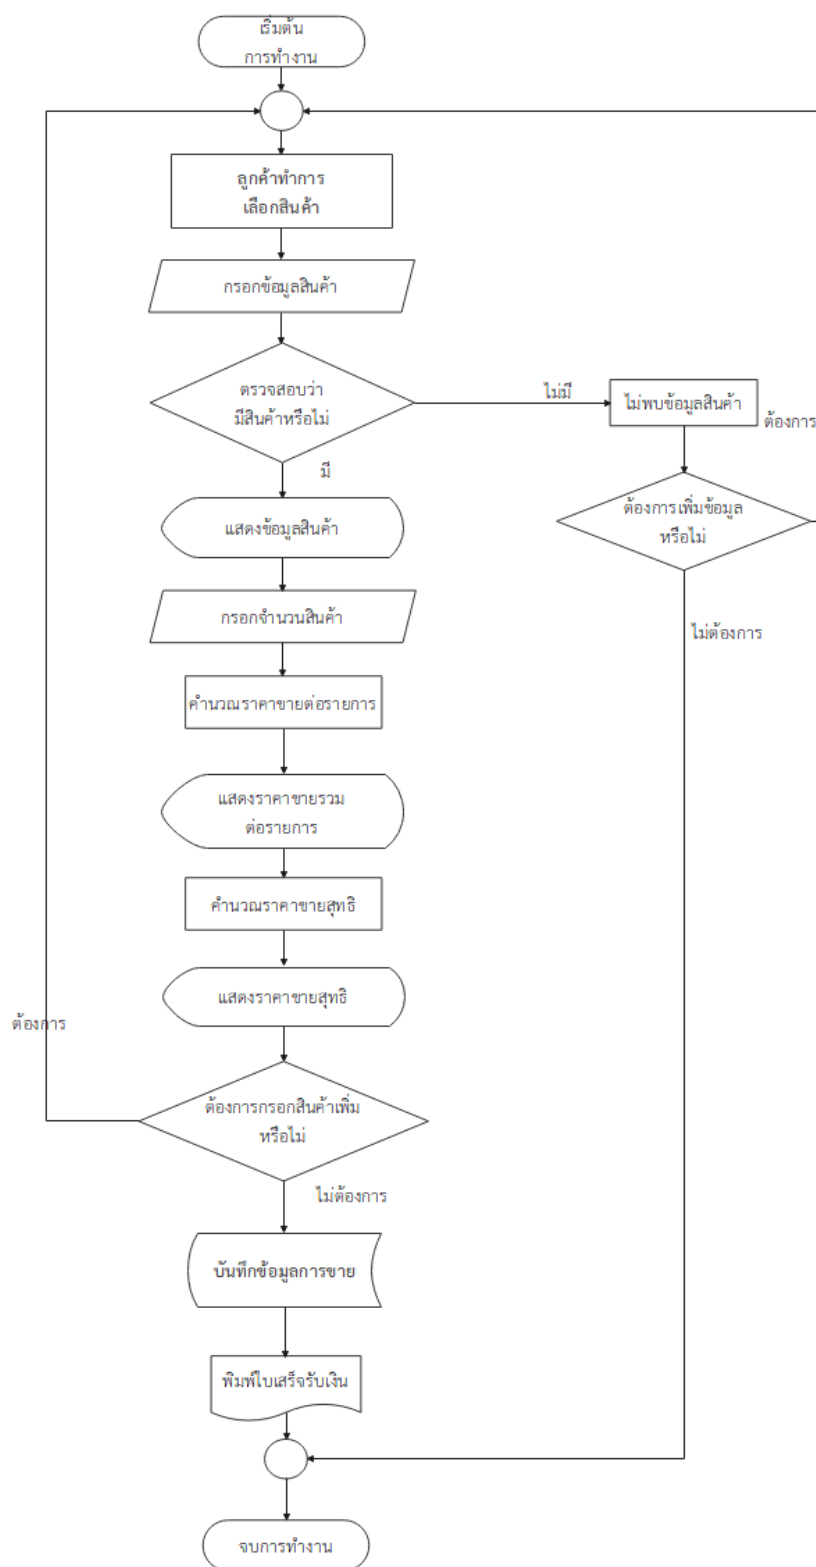 เริ่มต้น
การทำงาน
ลูกค้าทำการ
เลือกสินค้า
กรอกข้อมูลสินค้า
ตรวจสอบว่า
มีสินค้าหรือไม่
ไม่มี
ไม่พบข้อมูลสินค้า
ต้องการ
มี
ต้องการเพิ่มข้อมูล
หรือไม่
แสดงข้อมูลสินค้า
กรอกจำนวนสินค้า
ไม่ต้องการ
คำนวณราคาขายต่อรายการ
แสดงราคาขายรวม
ต่อรายการ
คำนวณราคาขายสุทธิ
แสดงราคาขายสุทธิ
ต้องการ
ต้องการกรอกสินค้าเพิ่ม
หรือไม่
ไม่ต้องการ
บันทึกข้อมูลการขาย
พิมพ์ใบเสร็จรับเงิน
จบการทำงาน